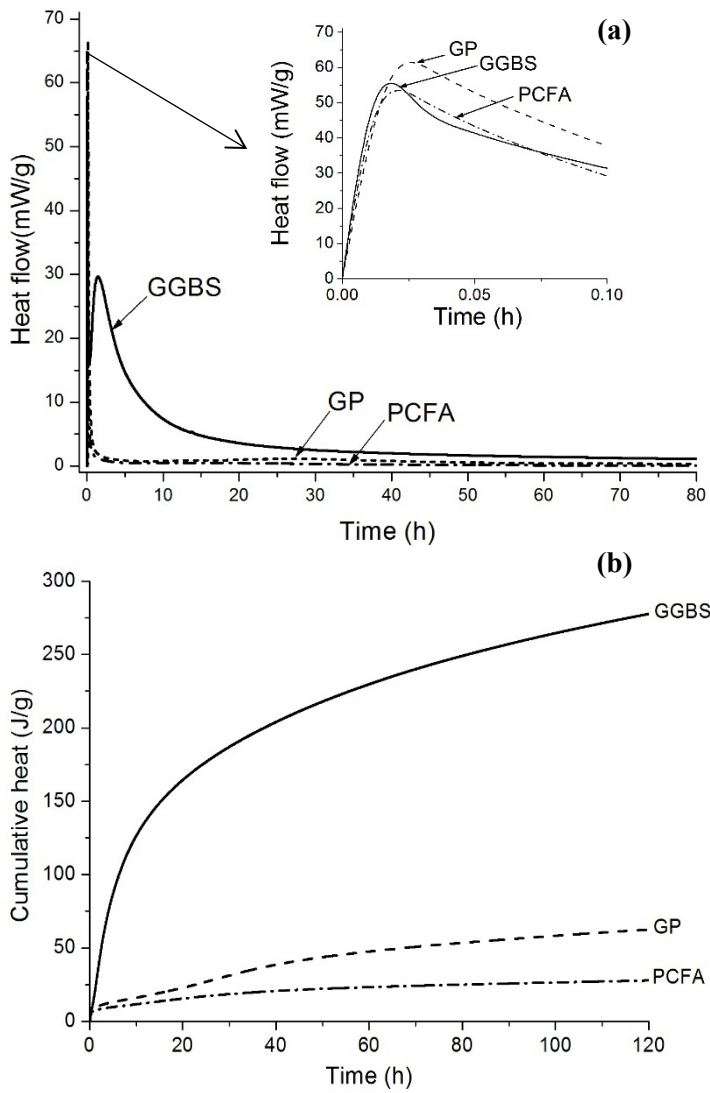 (a)
Heat flow(mW/g)
70
60
50
40
30
20
10
0
GGBS
GP
PCFA
0 10 20 30 40 50 60 70 80
Time (h)
Heat flow (mW/g)
70
60
50
40
30
20
10
0
GP
GGBS
PCFA
0.00 0.05 0.10
Time (h)
(b)
Cumulative heat (J/g)
300
250
200
150
100
50
0
GGBS
GP
PCFA
0 20 40 60 80 100 120
Time (h)